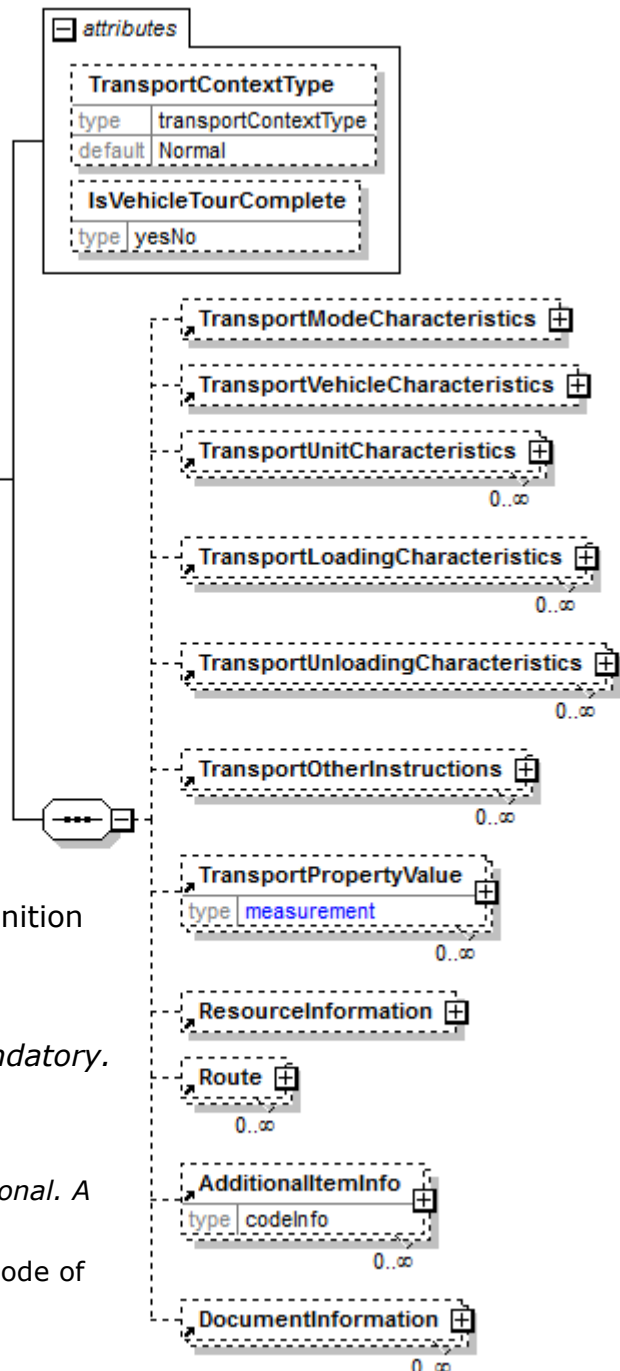 attributes
TransportContextType
type transportContextType
default Normal
IsVehicleTourComplete
type yesNo
TransportModeCharacteristics
TransportVehicleCharacteristics
TransportUnitCharacteristics
0..∞
TransportLoadingCharacteristics
0..∞
TransportUnloadingCharacteristics
0..∞
TransportOtherInstructions
0..∞
TransportPropertyValue
nition
type measurement
0..∞
ResourceInformation
ndatory.
Route
0..∞
AdditionalItemInfo
onal. A
type codeInfo
0..∞
ode of
DocumentInformation
0..∞